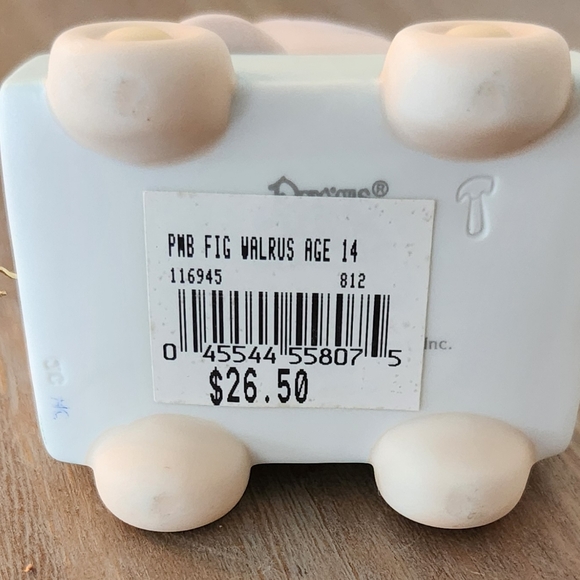 PMB FIG WALRUS AGE 14
116945 812
0 45544 55807 5
$26.50
Inc.